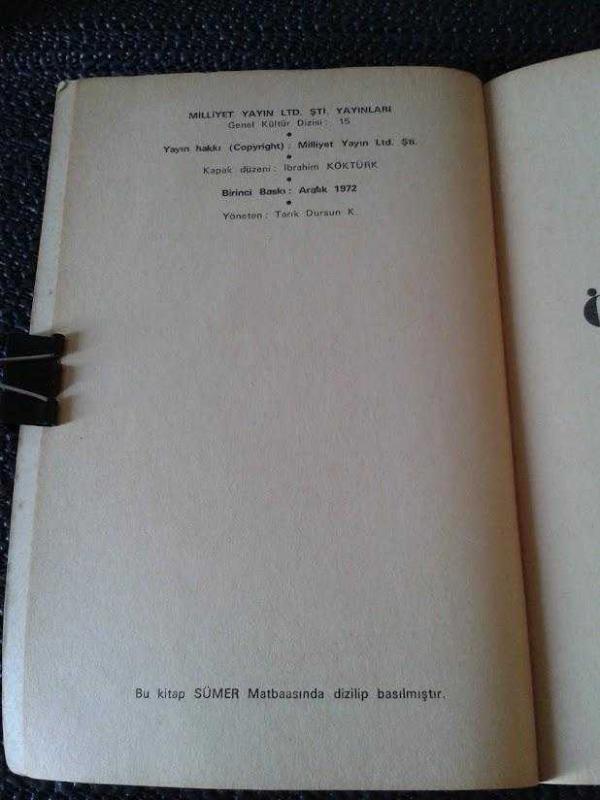 MİLLİYET YAYIN LTD. ŞTİ. YAYINLARI
Genel Kültür Dizisi: 15
•
Yayın hakkı (Copyright) : Milliyet Yayın Ltd. Şti.
•
Kapak düzeni : İbrahim KÖKTÜRK
•
Birinci Baskı : Aralık 1972
•
Yöneten : Tarık Dursun K.
Bu kitap SÜMER Matbaasında dizilip basılmıştır.